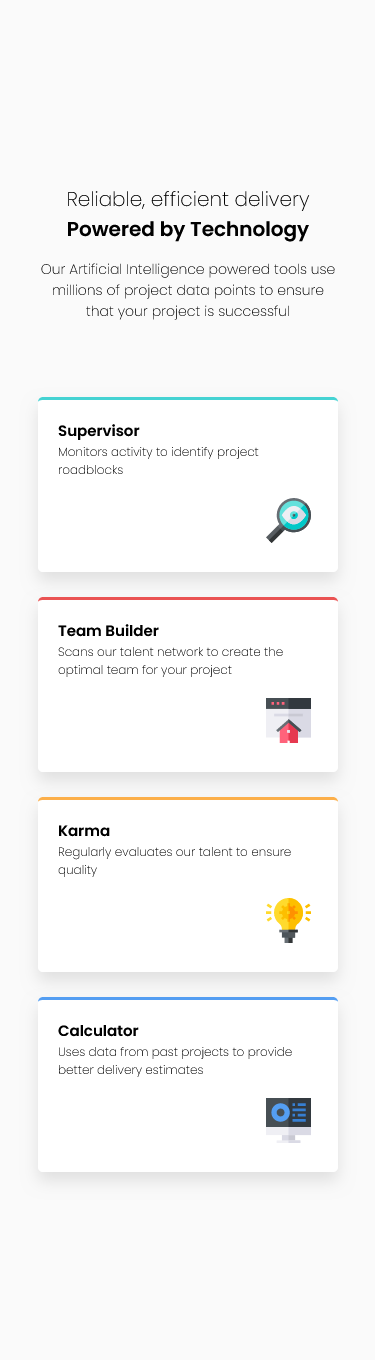 Reliable, efficient delivery
Powered by Technology
Our Artificial Intelligence powered tools use
millions of project data points to ensure
that your project is successful
Supervisor
Monitors activity to identify project
roadblocks
Team Builder
Scans our talent network to create the
optimal team for your project
Karma
Regularly evaluates our talent to ensure
quality
Calculator
Uses data from past projects to provide
better delivery estimates